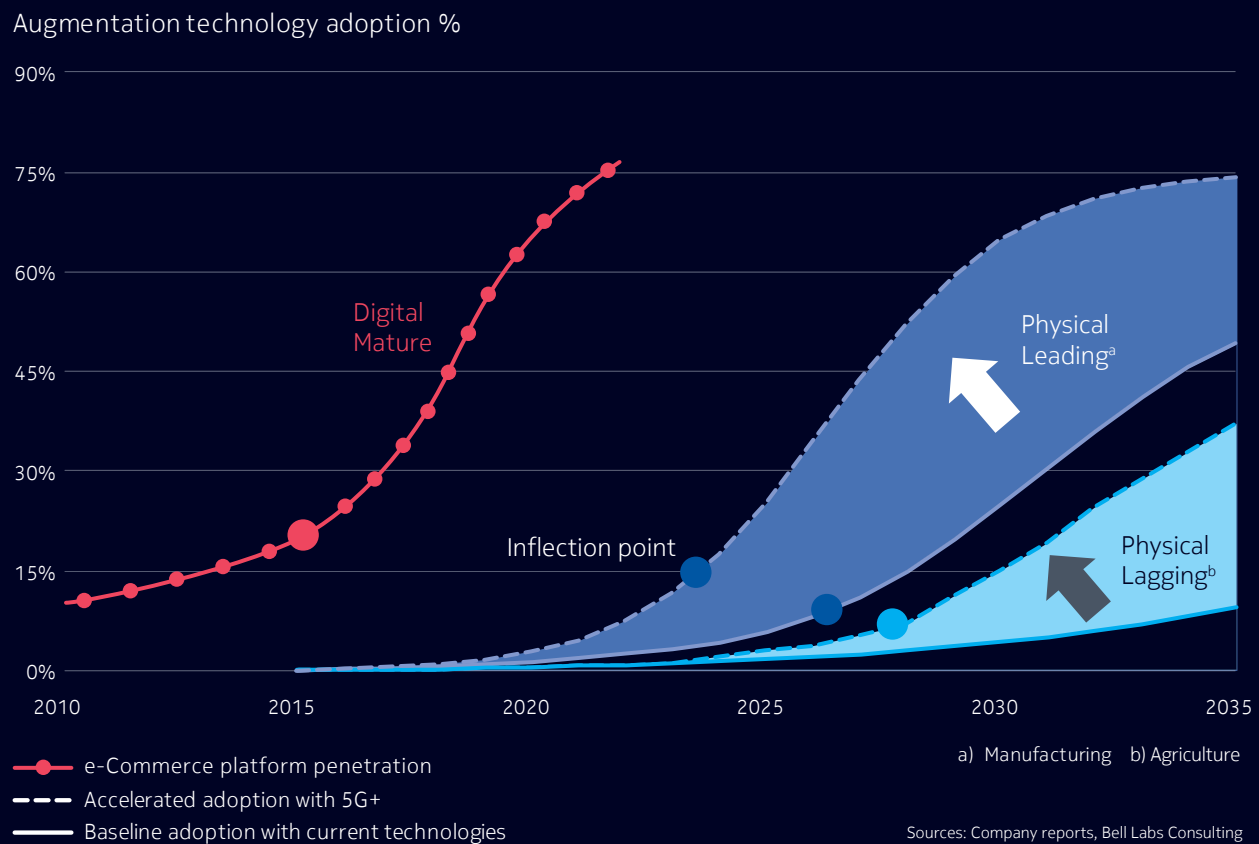 Augmentation technology adoption %
90%
75%
60%
45%
30%
15%
0%
Digital
Mature
Inflection point
Physical
Leadingᵃ
Physical
Laggingᵇ
2010 2015 2020 2025 2030 2035
a) Manufacturing b) Agriculture
e-Commerce platform penetration
Accelerated adoption with 5G+
Baseline adoption with current technologies
Sources: Company reports, Bell Labs Consulting